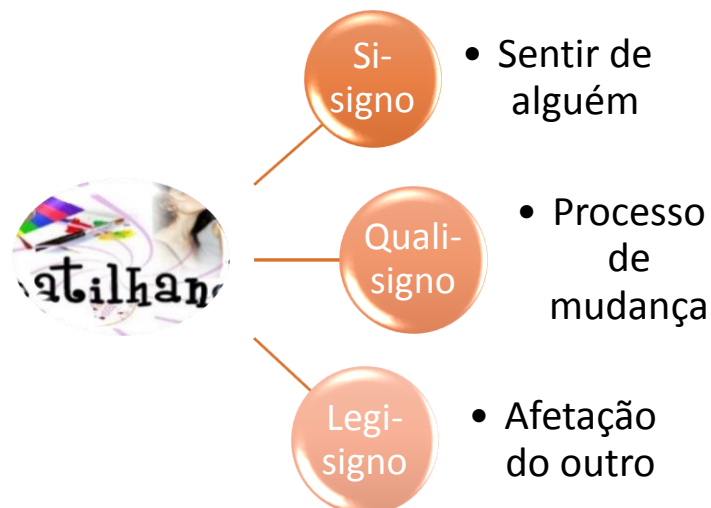 Si-
signo
• Sentir de
alguém
atilhan
Quali-
signo
• Processo
de
mudança
Legi-
signo
• Afetação
do outro